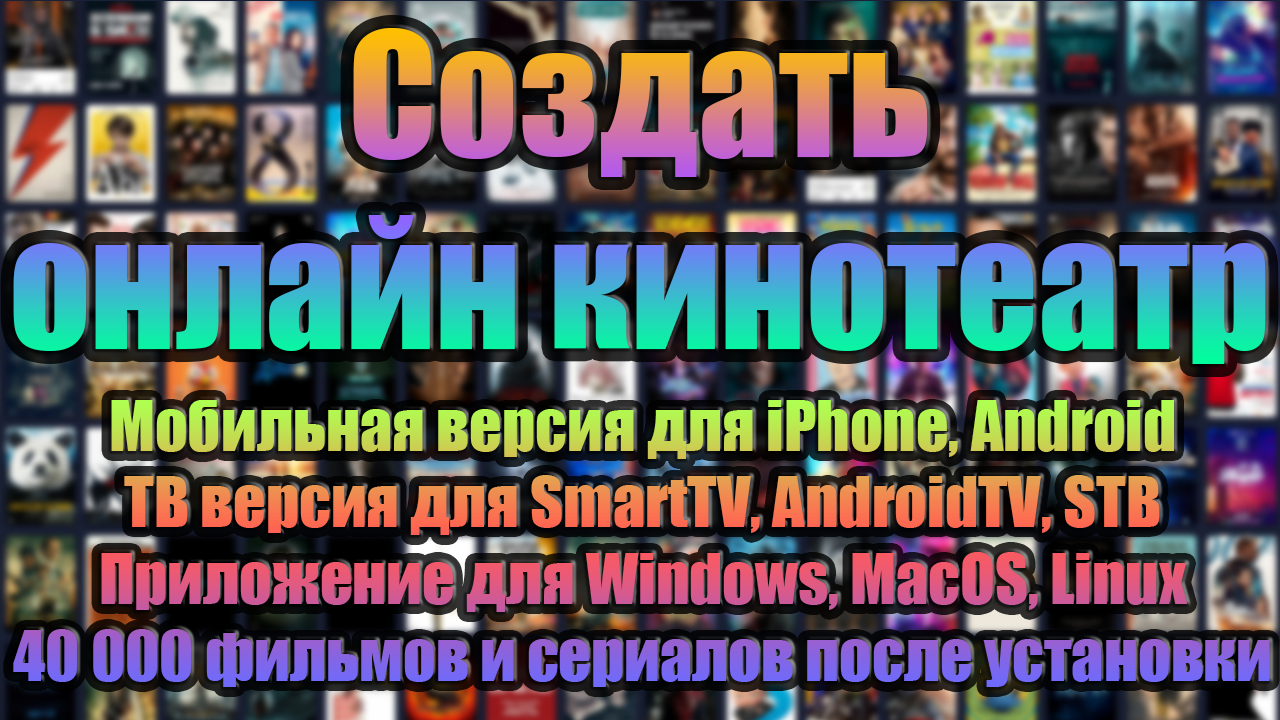 Создать
онлайн кинотеатр
Мобильная версия для iPhone, Android
ТВ версия для SmartTV, AndroidTV, STB
Приложение для Windows, MacOS, Linux
40 000 фильмов и сериалов после установки